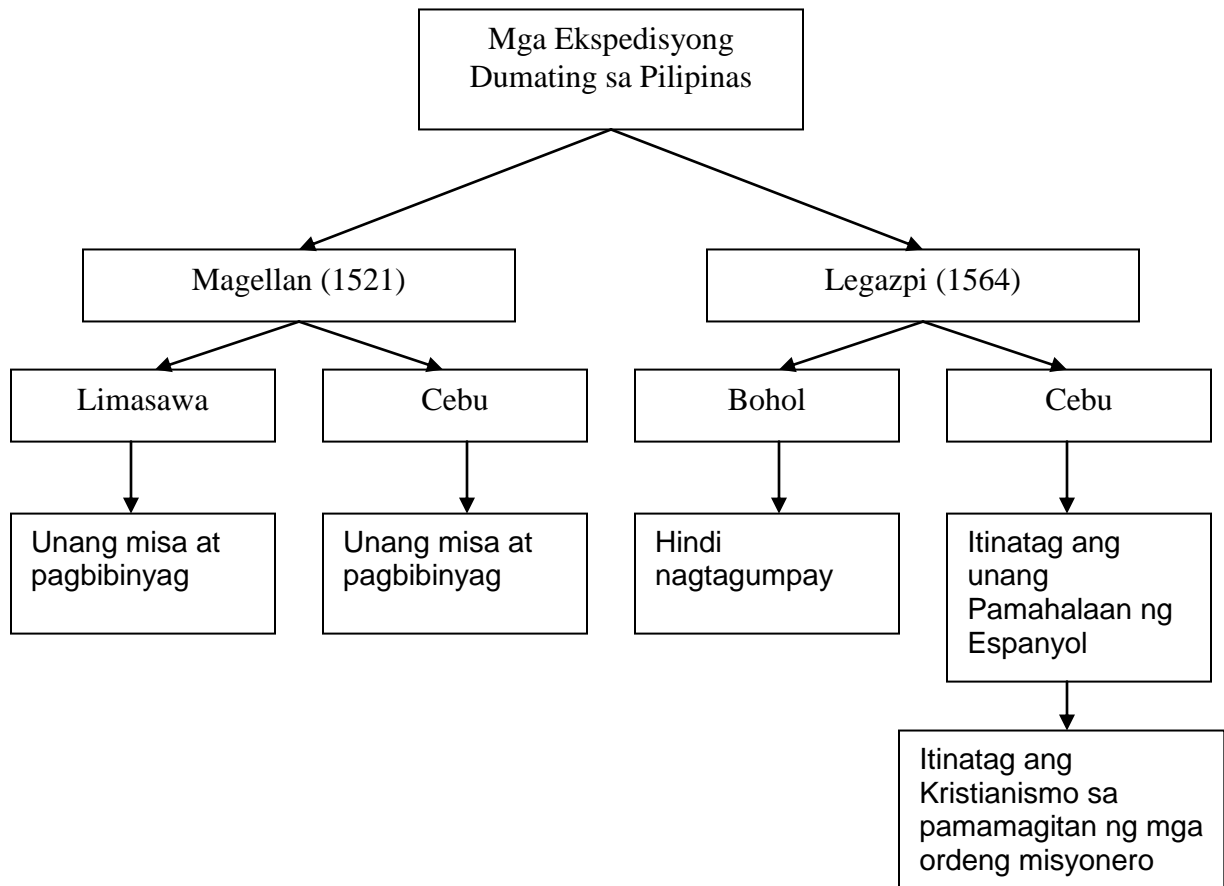 Mga Ekspedisyong
Dumating sa Pilipinas
Magellan (1521)
Legazpi (1564)
Limasawa
Cebu
Bohol
Cebu
Unang misa at
pagbibinyag
Unang misa at
pagbibinyag
Hindi
nagtagumpay
Itinatag ang
unang
Pamahalaan ng
Espanyol
Itinatag ang
Kristianismo sa
pamamagitan ng mga
ordeng misyonero